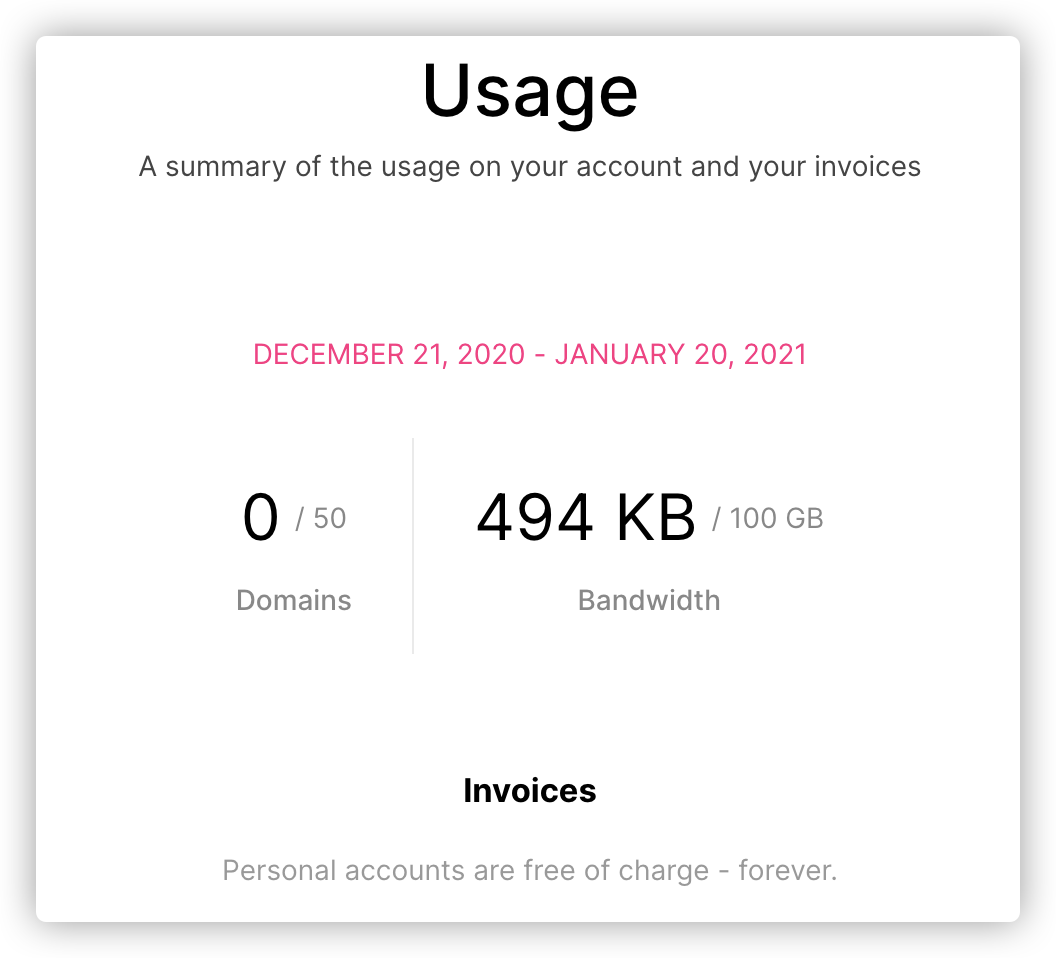 Usage
A summary of the usage on your account and your invoices
DECEMBER 21, 2020 - JANUARY 20, 2021
0 / 50
Domains
494 KB / 100 GB
Bandwidth
Invoices
Personal accounts are free of charge - forever.